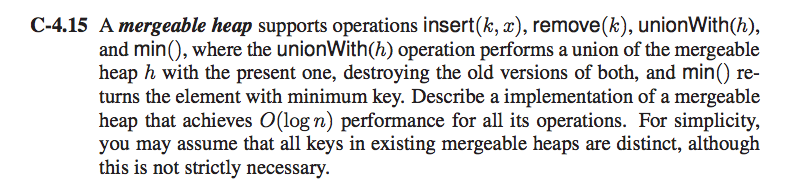 C-4.15 A mergeable heap supports operations insert(k, x), remove(k), unionWith(h),
and min(), where the unionWith(h) operation performs a union of the mergeable
heap h with the present one, destroying the old versions of both, and min() re-
turns the element with minimum key. Describe a implementation of a mergeable
heap that achieves O(log n) performance for all its operations. For simplicity,
you may assume that all keys in existing mergeable heaps are distinct, although
this is not strictly necessary.